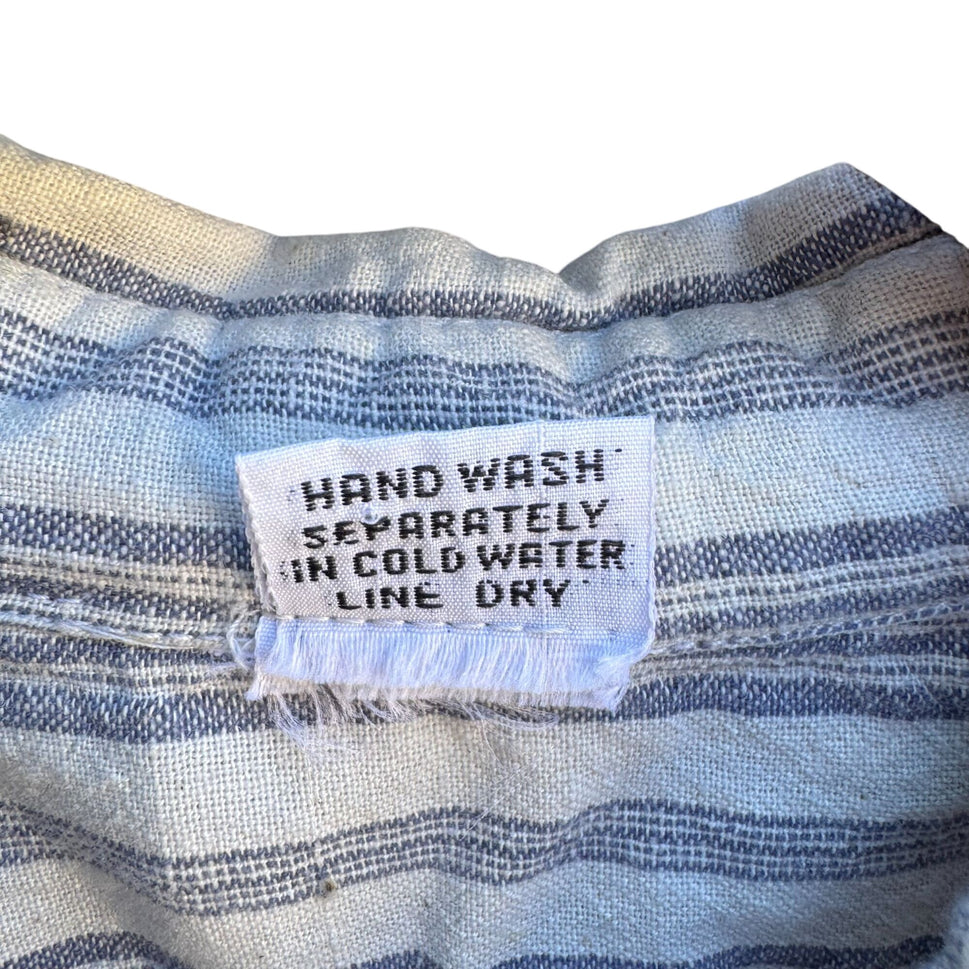 HAND WASH
SEPARATELY
IN COLD WATER
LINE DRY